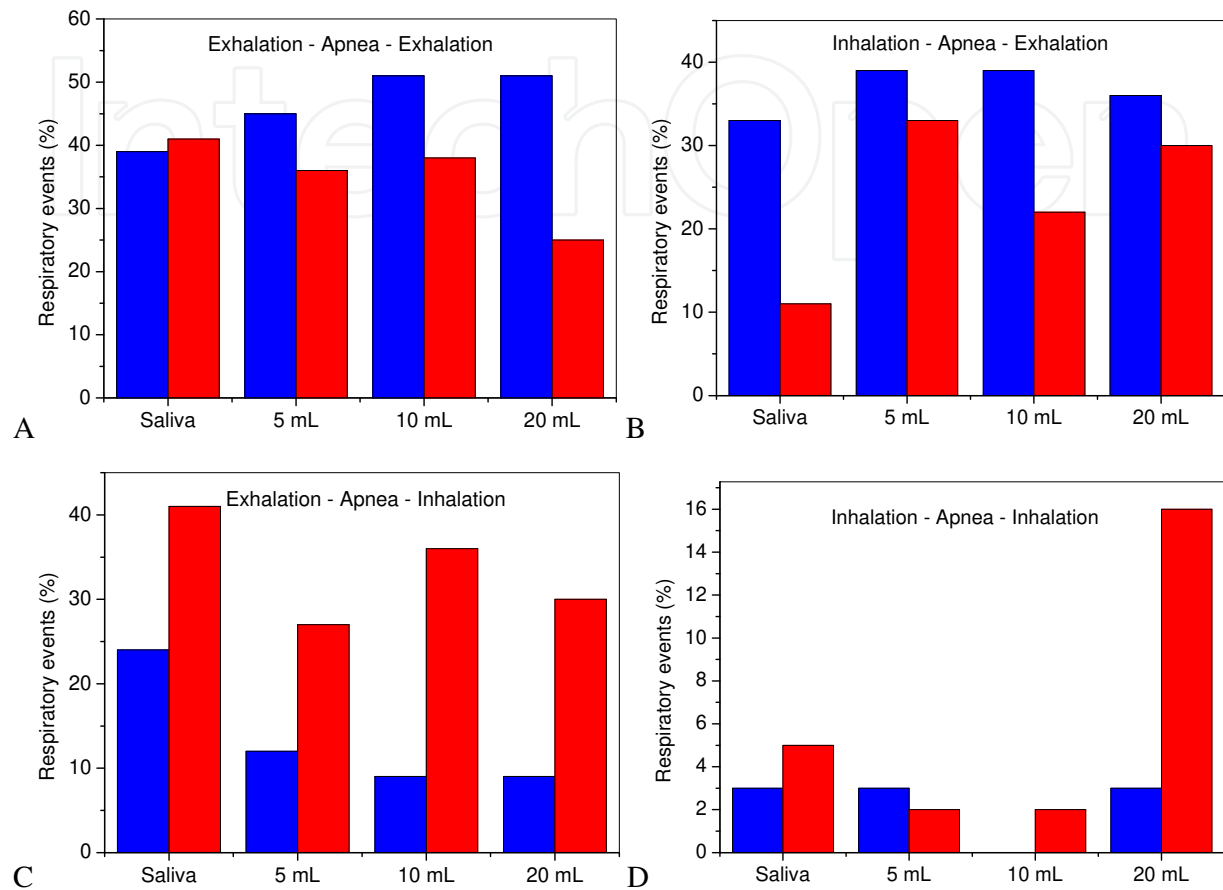 IntechOpen
Exhalation - Apnea - Exhalation
Respiratory events (%)
60
50
40
30
20
10
0
Saliva 5 mL 10 mL 20 mL
A
Inhalation - Apnea - Exhalation
Respiratory events (%)
40
30
20
10
0
Saliva 5 mL 10 mL 20 mL
B
Exhalation - Apnea - Inhalation
Respiratory events (%)
40
30
20
10
0
Saliva 5 mL 10 mL 20 mL
C
Inhalation - Apnea - Inhalation
Respiratory events (%)
16
14
12
10
8
6
4
2
0
Saliva 5 mL 10 mL 20 mL
D